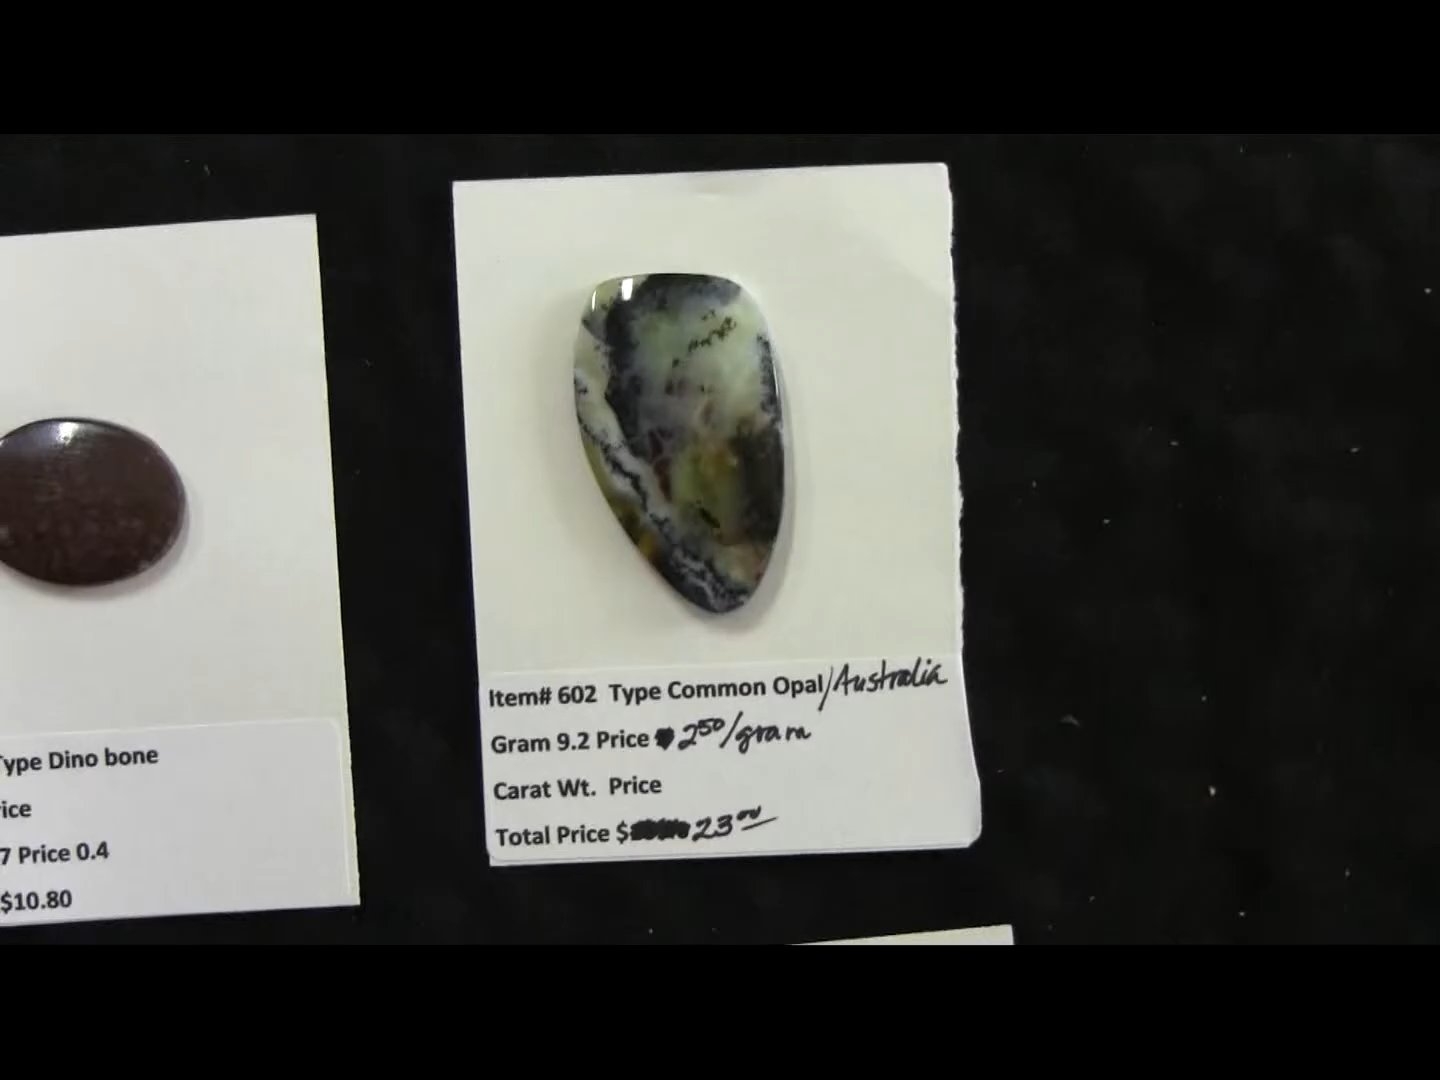 Type Dino bone
ice
7 Price 0.4
$10.80
Item# 602 Type Common Opal/Australia
Gram 9.2 Price 2.50/gram
Carat Wt. Price
Total Price $ 23.00